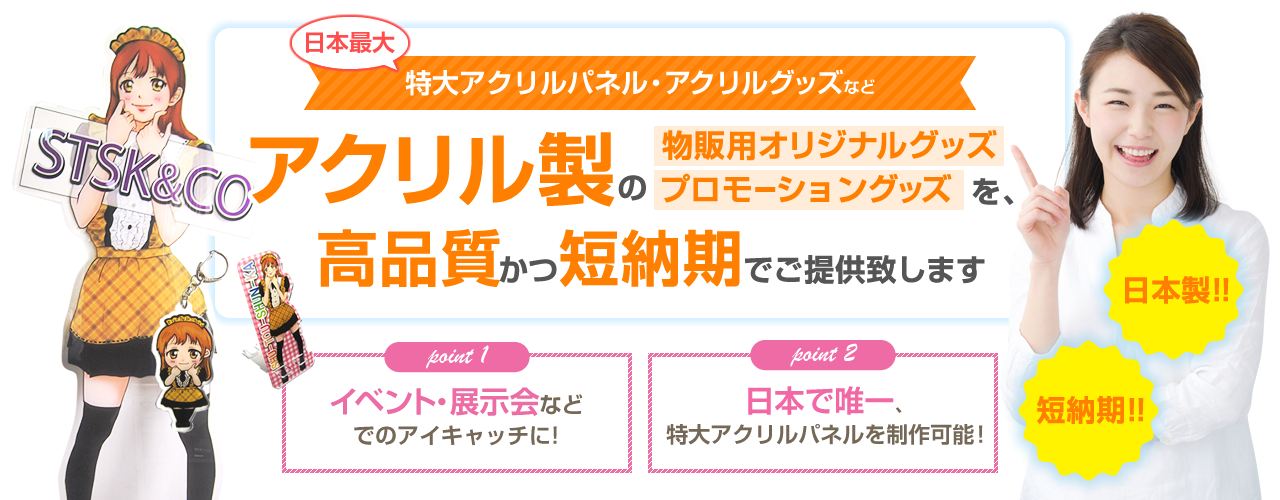 日本最大
特大アクリルパネル・アクリルグッズなど
STSK&CO
アクリル製の
物販用オリジナルグッズ
プロモーショングッズを、
高品質かつ短納期でご提供致します
日本製!!
短納期!!
point 1
イベント・展示会など
でのアイキャッチに!
point 2
日本で唯一、
特大アクリルパネルを制作可能!